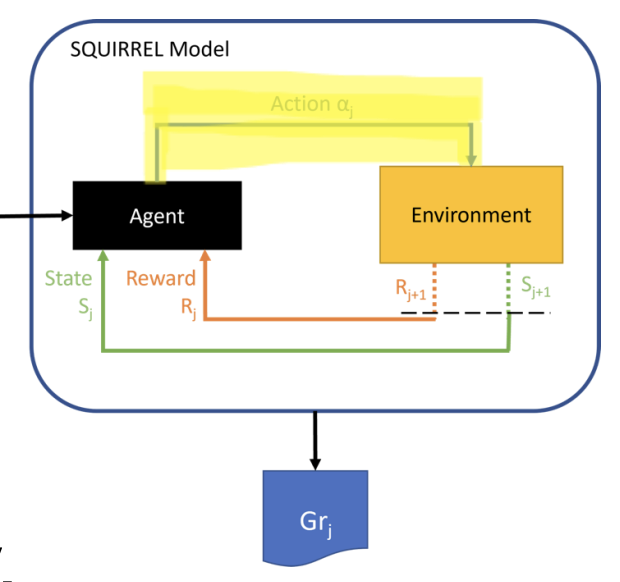 SQUIRREL Model
Action αj
Agent
Environment
State
Sj
Reward
Rj
Rj+1
Sj+1
Grj